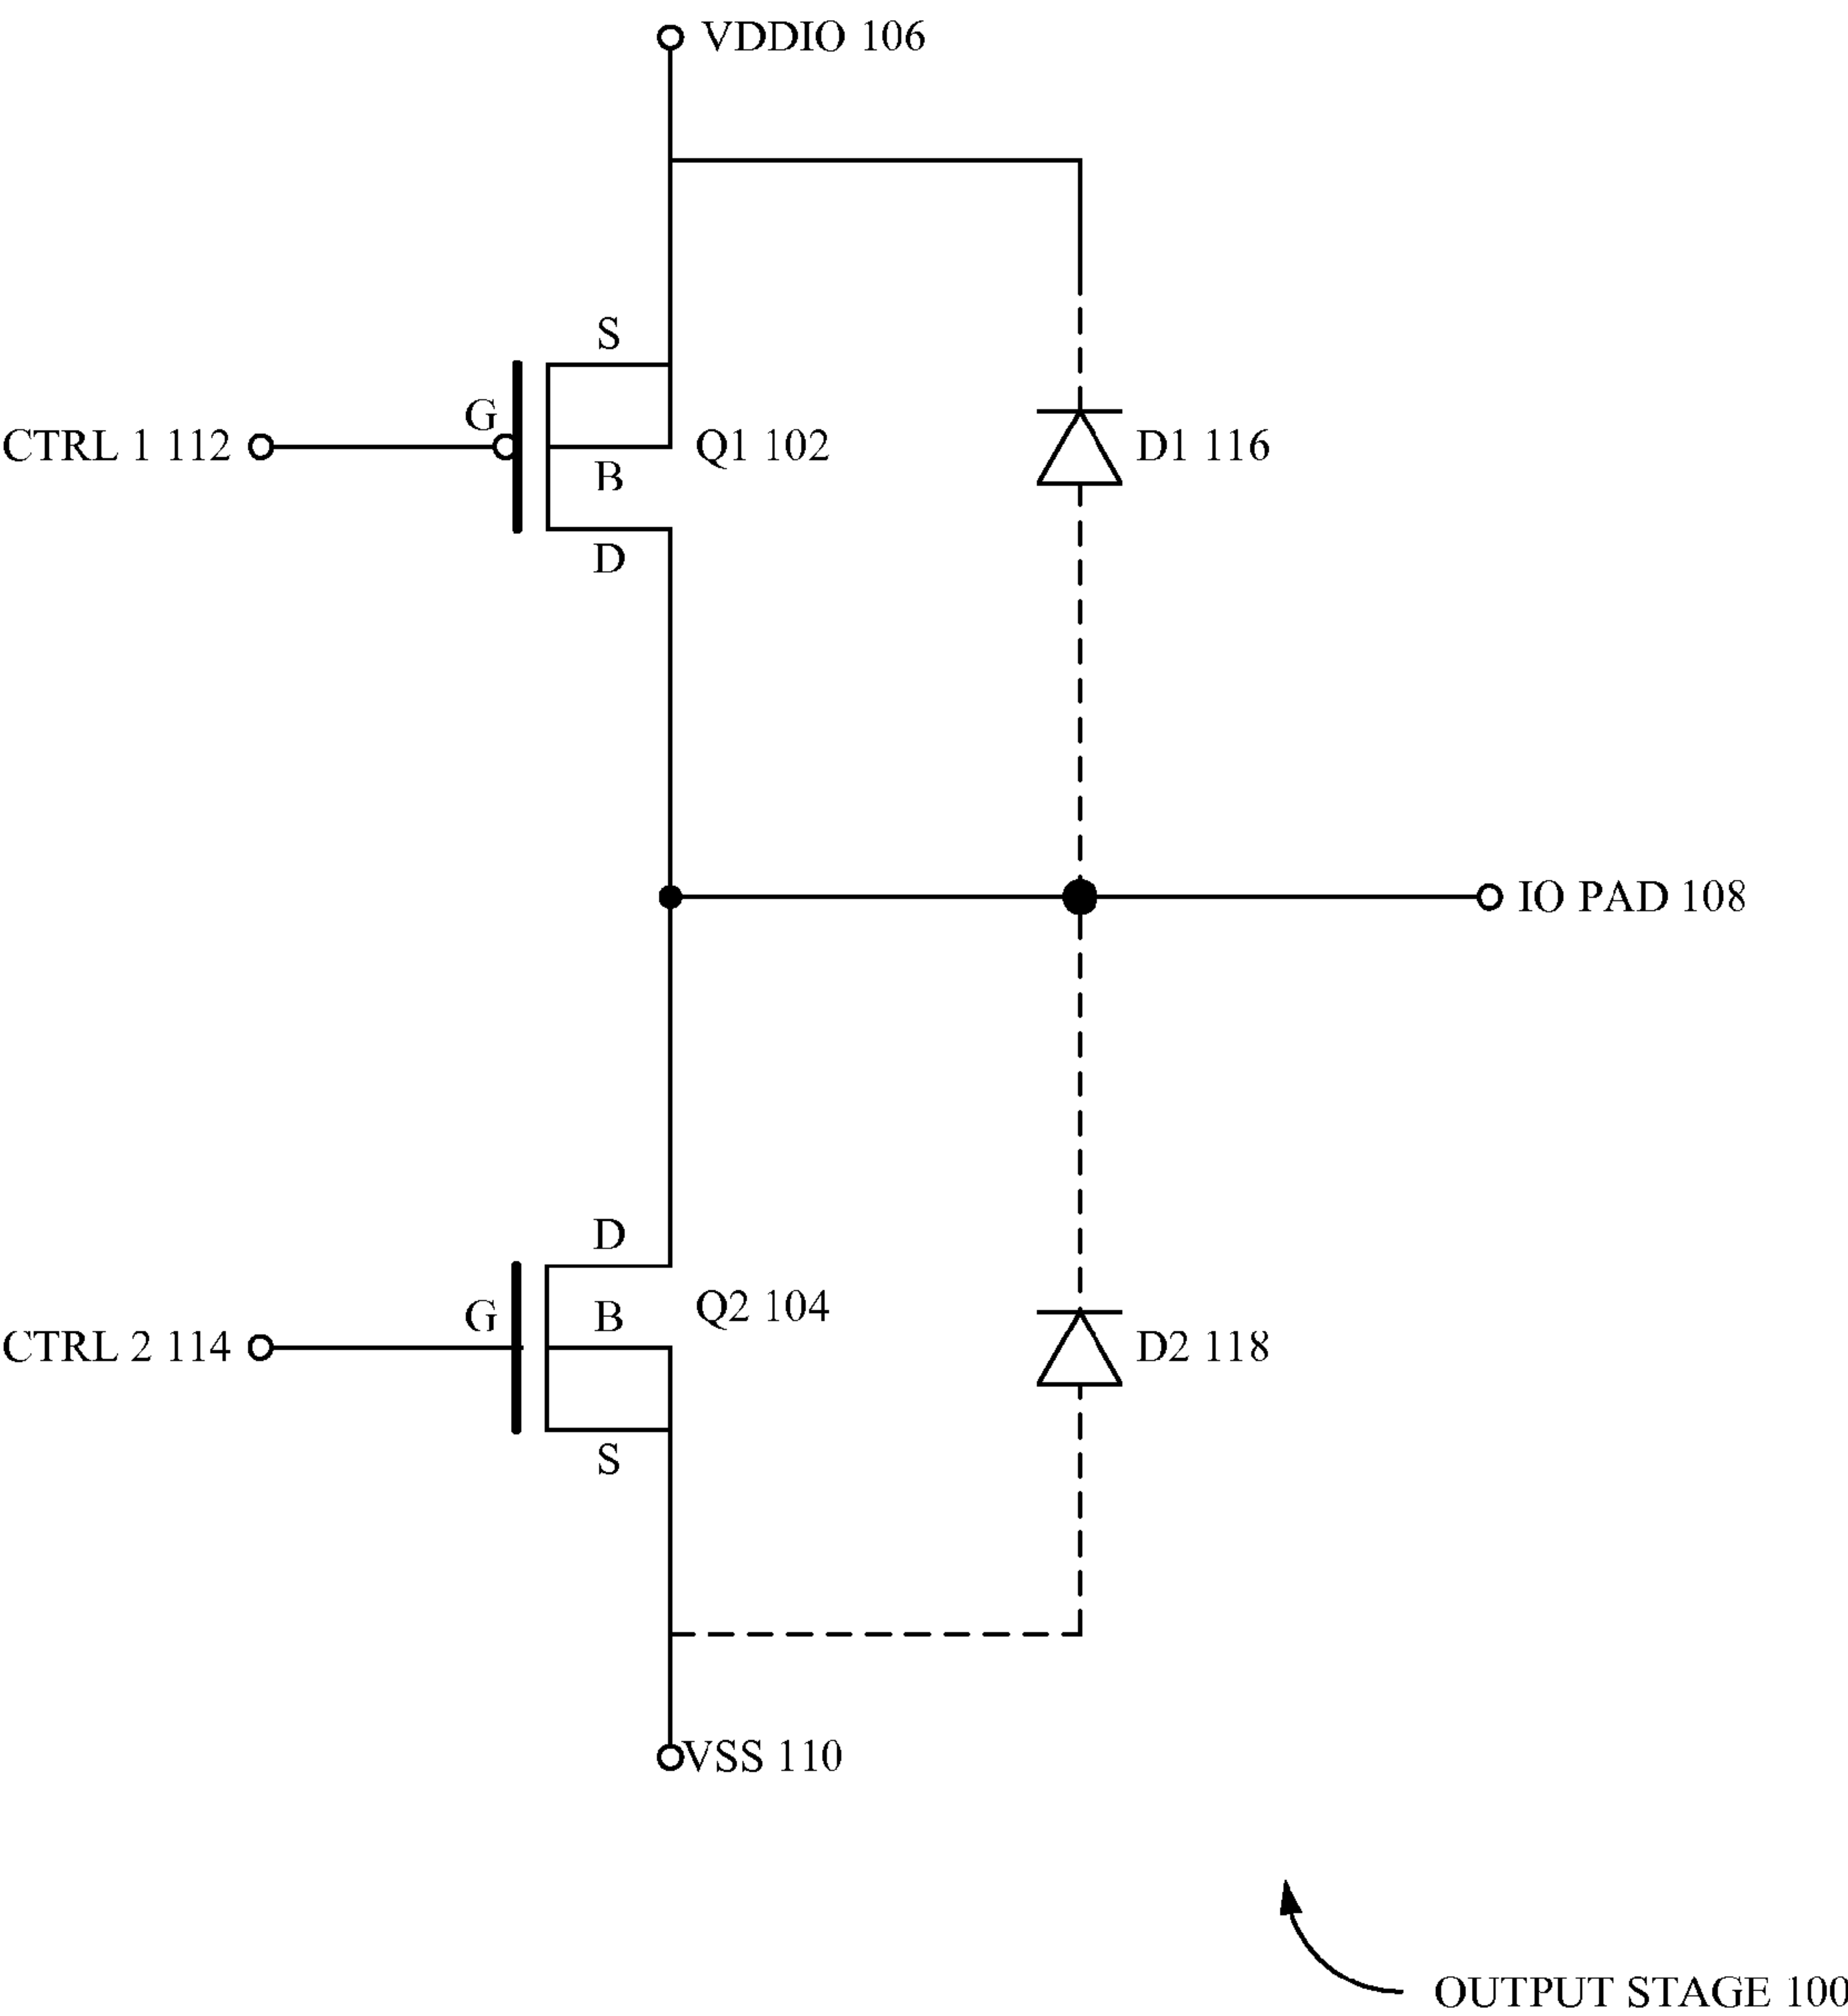 VDDIO 106
S
G
CTRL 1 112
Q1 102
D1 116
B
D
IO PAD 108
D
G
B
Q2 104
CTRL 2 114
D2 118
S
VSS 110
OUTPUT STAGE 100